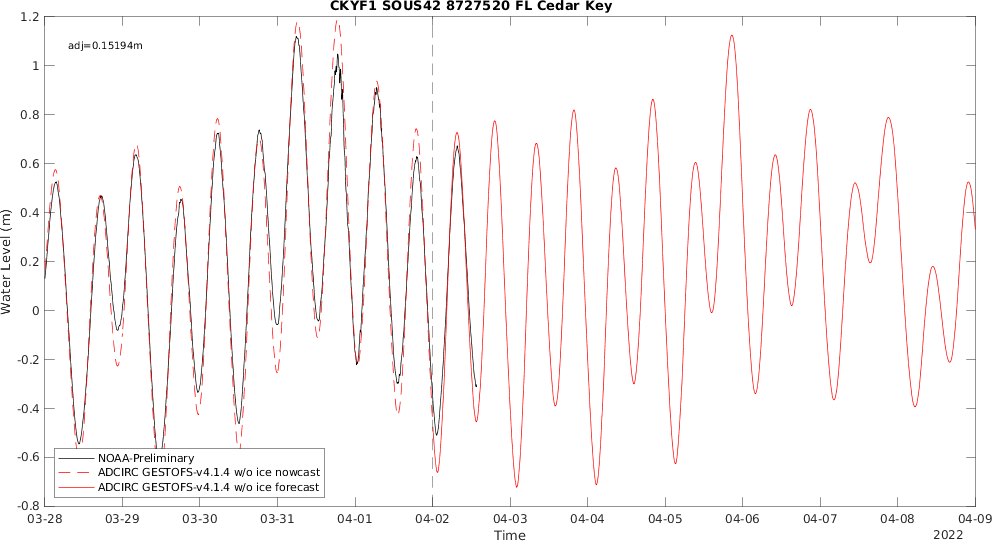 CKYF1 SOUS42 8727520 FL Cedar Key
adj=0.15194m
1.2
1
0.8
0.6
0.4
0.2
0
-0.2
-0.4
-0.6
-0.8
Water Level (m)
NOAA-Preliminary
ADCIRC GESTOFS-v4.1.4 w/o ice nowcast
ADCIRC GESTOFS-v4.1.4 w/o ice forecast
03-28 03-29 03-30 03-31 04-01 04-02 04-03 04-04 04-05 04-06 04-07 04-08 04-09
Time
2022